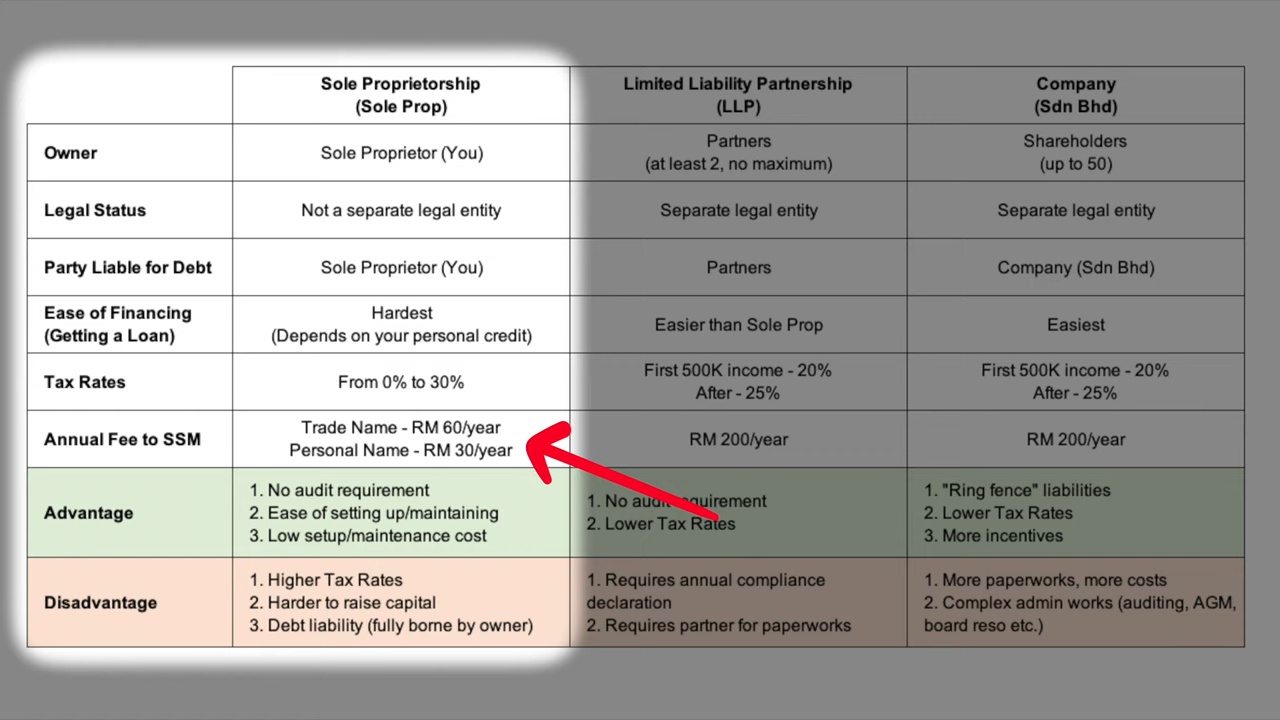 Sole Proprietorship
(Sole Prop)
Limited Liability Partnership
(LLP)
Company
(Sdn Bhd)
Owner
Sole Proprietor (You)
Partners
(at least 2, no maximum)
Shareholders
(up to 50)
Legal Status
Not a separate legal entity
Separate legal entity
Separate legal entity
Party Liable for Debt
Sole Proprietor (You)
Partners
Company (Sdn Bhd)
Ease of Financing
(Getting a Loan)
Hardest
(Depends on your personal credit)
Easier than Sole Prop
Easiest
Tax Rates
From 0% to 30%
First 500K income - 20%
After - 25%
First 500K income - 20%
After - 25%
Annual Fee to SSM
Trade Name - RM 60/year
Personal Name - RM 30/year
RM 200/year
RM 200/year
Advantage
1. No audit requirement
2. Ease of setting up/maintaining
3. Low setup/maintenance cost
1. No audit requirement
2. Lower Tax Rates
1. "Ring fence" liabilities
2. Lower Tax Rates
3. More incentives
Disadvantage
1. Higher Tax Rates
2. Harder to raise capital
3. Debt liability (fully borne by owner)
1. Requires annual compliance
declaration
2. Requires partner for paperworks
1. More paperworks, more costs
2. Complex admin works (auditing, AGM,
board reso etc.)